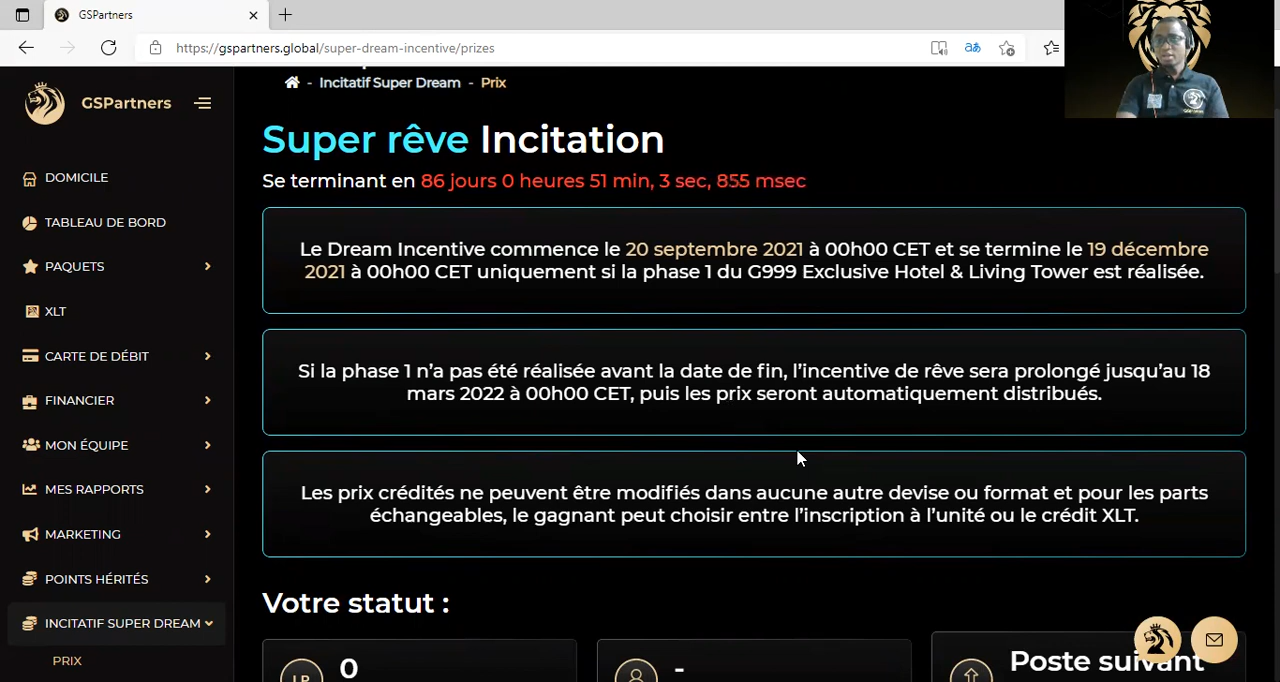 GSPartners
https://gspartners.global/super-dream-incentive/prizes
aあ
GSPartners
DOMICILE
TABLEAU DE BORD
PAQUETS
XLT
CARTE DE DÉBIT
FINANCIER
MON ÉQUIPE
MES RAPPORTS
MARKETING
POINTS HÉRITÉS
INCITATIF SUPER DREAM
PRIX
- Incitatif Super Dream - Prix
Super rêve Incitation
Se terminant en 86 jours 0 heures 51 min, 3 sec, 855 msec
Le Dream Incentive commence le 20 septembre 2021 à 00h00 CET et se termine le 19 décembre
2021 à 00h00 CET uniquement si la phase 1 du G999 Exclusive Hotel & Living Tower est réalisée.
Si la phase 1 n’a pas été réalisée avant la date de fin, l’incentive de rêve sera prolongé jusqu’au 18
mars 2022 à 00h00 CET, puis les prix seront automatiquement distribués.
Les prix crédités ne peuvent être modifiés dans aucune autre devise ou format et pour les parts
échangeables, le gagnant peut choisir entre l’inscription à l’unité ou le crédit XLT.
Votre statut :
LP
0
-
Poste suivant